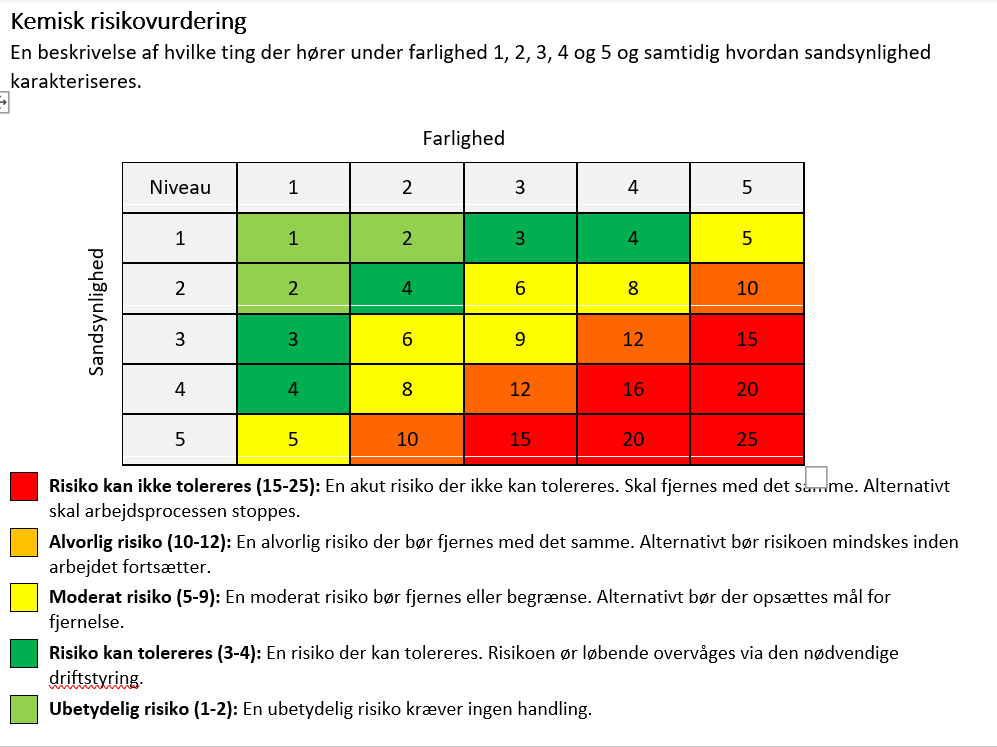 Kemisk risikovurdering
En beskrivelse af hvilke ting der hører under farlighed 1, 2, 3, 4 og 5 og samtidig hvordan sandsynlighed
karakteriseres.
Farlighed
Niveau 1 2 3 4 5
Sandsynlighed
1 1 2 3 4 5
2 2 4 6 8 10
3 3 6 9 12 15
4 4 8 12 16 20
5 5 10 15 20 25
Risiko kan ikke tolereres (15-25): En akut risiko der ikke kan tolereres. Skal fjernes med det samme. Alternativt
skal arbejdsprocessen stoppes.
Alvorlig risiko (10-12): En alvorlig risiko der bør fjernes med det samme. Alternativt bør risikoen mindskes inden
arbejdet fortsætter.
Moderat risiko (5-9): En moderat risiko bør fjernes eller begrænse. Alternativt bør der opsættes mål for
fjernelse.
Risiko kan tolereres (3-4): En risiko der kan tolereres. Risikoen ør løbende overvåges via den nødvendige
driftstyring.
Ubetydelig risiko (1-2): En ubetydelig risiko kræver ingen handling.